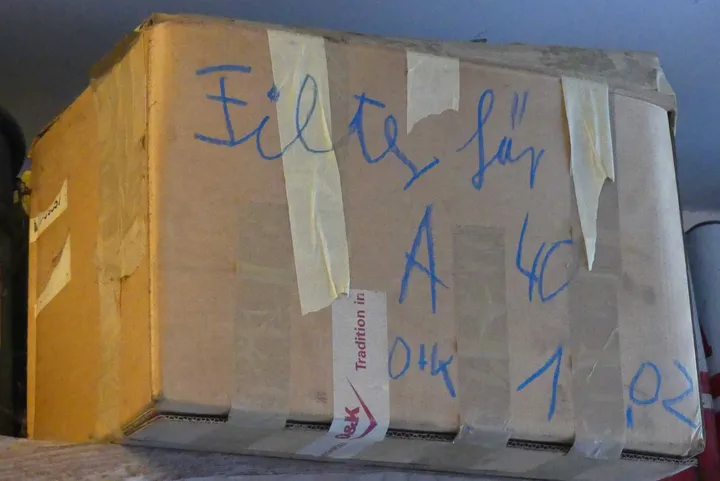 Filter für
A 40
O+K 1,02
Tradition in
&K